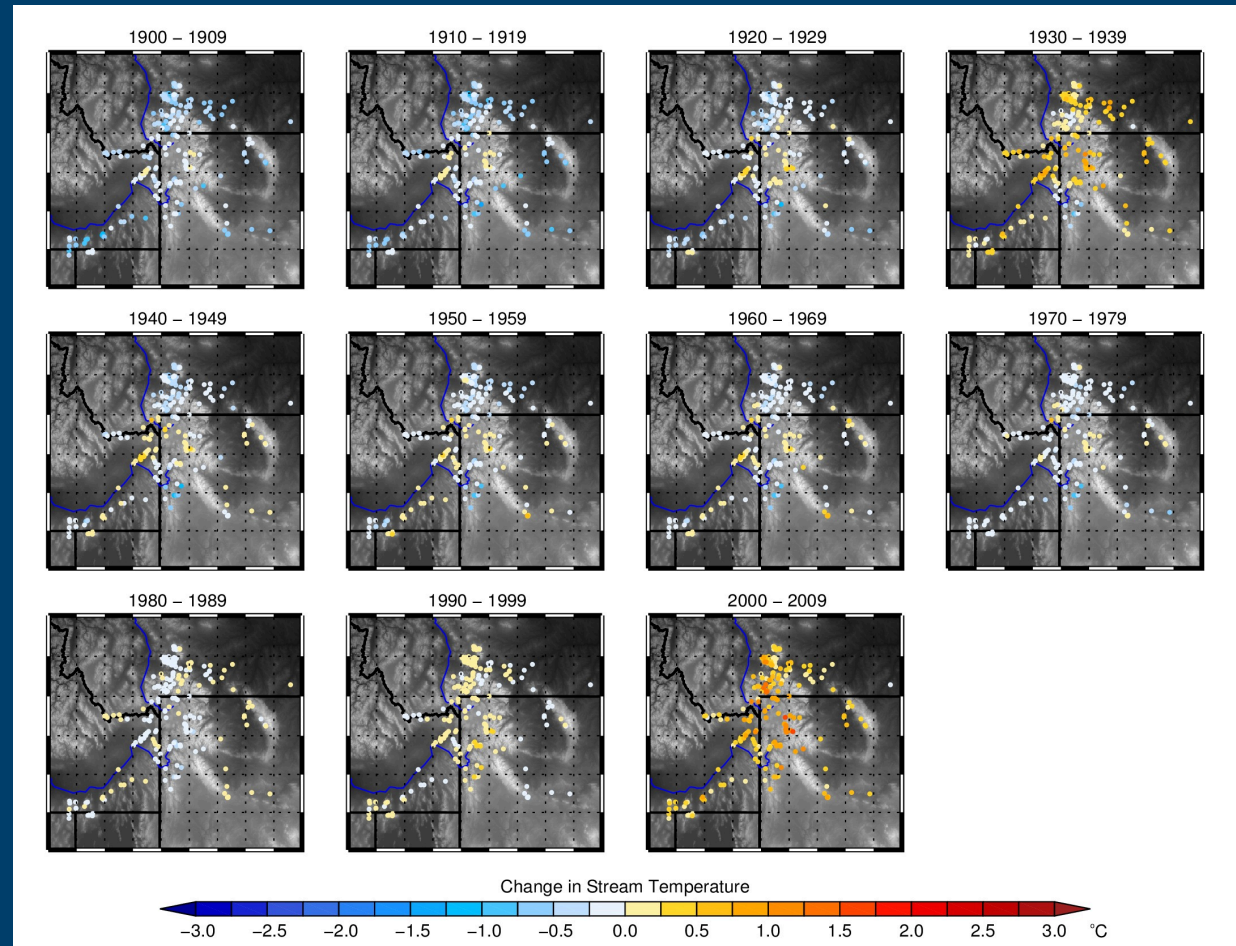 1900 – 1909
1910 – 1919
1920 – 1929
1930 – 1939
1940 – 1949
1950 – 1959
1960 – 1969
1970 – 1979
1980 – 1989
1990 – 1999
2000 – 2009
Change in Stream Temperature
−3.0 −2.5 −2.0 −1.5 −1.0 −0.5 0.0 0.5 1.0 1.5 2.0 2.5 3.0 °C